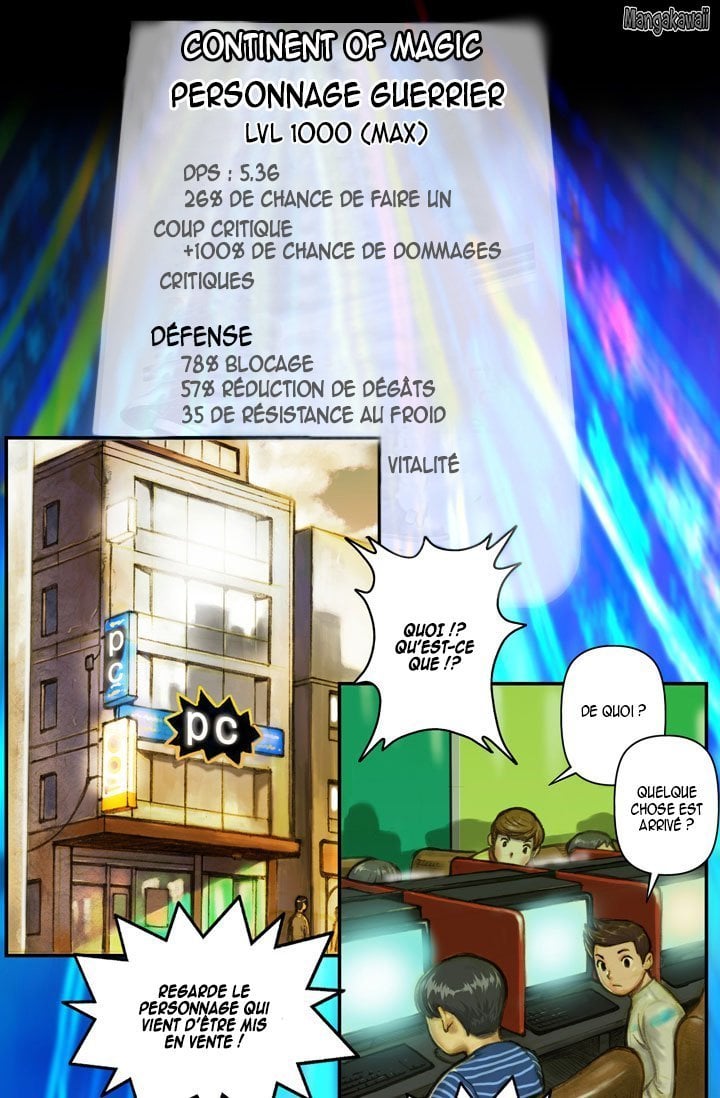 Mangakawaii
CONTINENT OF MAGIC
PERSONNAGE GUERRIER
LVL 1000 (MAX)
DPS : 5.36
26% DE CHANCE DE FAIRE UN
COUP CRITIQUE
+100% DE CHANCE DE DOMMAGES
CRITIQUES
DÉFENSE
78% BLOCAGE
57% RÉDUCTION DE DÉGÂTS
35 DE RÉSISTANCE AU FROID
VITALITÉ
QUOI !?
QU'EST-CE
QUE !?
DE QUOI ?
QUELQUE
CHOSE EST
ARRIVÉ ?
pc
pc
REGARDE LE
PERSONNAGE QUI
VIENT D'ÊTRE MIS
EN VENTE !